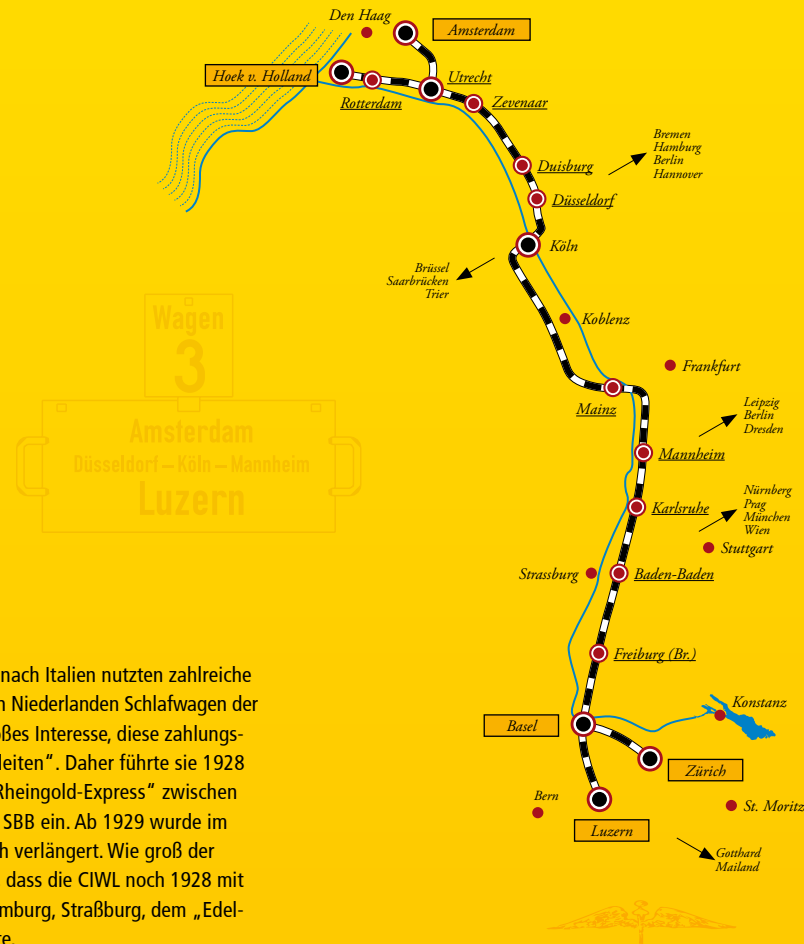 Den Haag
Amsterdam
Hoek v. Holland
Utrecht
Rotterdam
Zevenaar
Bremen
Hamburg
Berlin
Hannover
Duisburg
Düsseldorf
Köln
Brüssel
Saarbrücken
Trier
Koblenz
Frankfurt
Mainz
Leipzig
Berlin
Dresden
Mannheim
Nürnberg
Prag
München
Wien
Karlsruhe
Stuttgart
Strassburg
Baden-Baden
Freiburg (Br.)
Konstanz
Basel
Zürich
Bern
St. Moritz
Luzern
Gotthard
Mailand
Wagen
3
Amsterdam
Düsseldorf – Köln – Mannheim
Luzern
nach Italien nutzten zahlreiche
n Niederlanden Schlafwagen der
oßes Interesse, diese zahlungs-
leiten“. Daher führte sie 1928
Rheingold-Express“ zwischen
SBB ein. Ab 1929 wurde im
h verlängert. Wie groß der
dass die CIWL noch 1928 mit
mburg, Straßburg, dem „Edel-